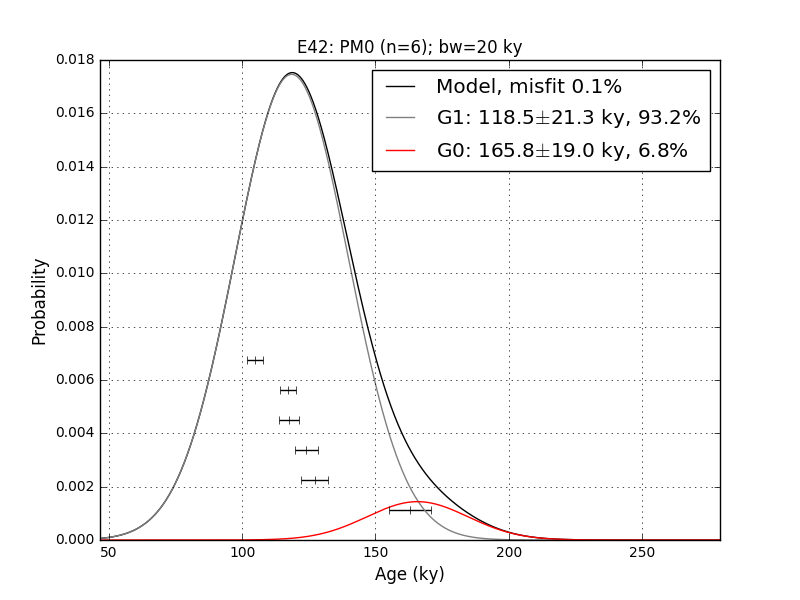 E42: PM0 (n=6); bw=20 ky
Model, misfit 0.1%
G1: 118.5±21.3 ky, 93.2%
G0: 165.8±19.0 ky, 6.8%
Probability
0.018
0.016
0.014
0.012
0.010
0.008
0.006
0.004
0.002
0.000
50 100 150 200 250
Age (ky)